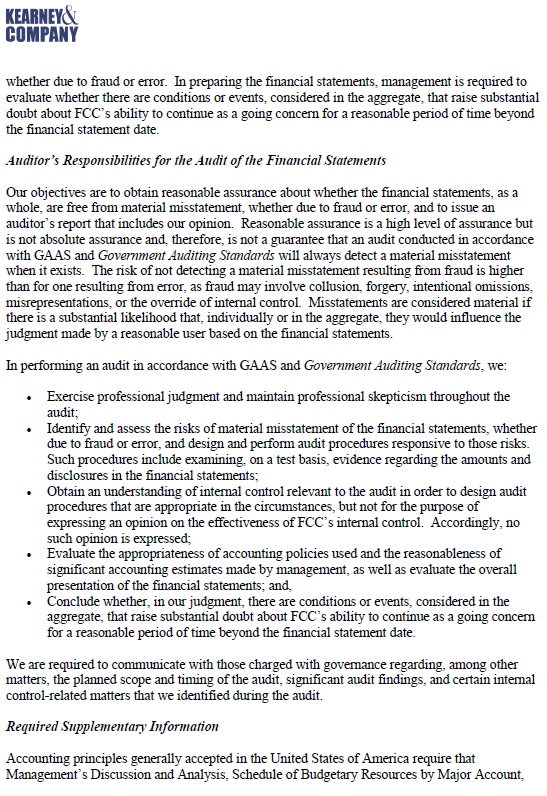 KEARNEY&
COMPANY
whether due to fraud or error.  In preparing the financial statements, management is required to
evaluate whether there are conditions or events, considered in the aggregate, that raise substantial
doubt about FCC’s ability to continue as a going concern for a reasonable period of time beyond
the financial statement date.
Auditor’s Responsibilities for the Audit of the Financial Statements
Our objectives are to obtain reasonable assurance about whether the financial statements, as a
whole, are free from material misstatement, whether due to fraud or error, and to issue an
auditor’s report that includes our opinion.  Reasonable assurance is a high level of assurance but
is not absolute assurance and, therefore, is not a guarantee that an audit conducted in accordance
with GAAS and Government Auditing Standards will always detect a material misstatement
when it exists.  The risk of not detecting a material misstatement resulting from fraud is higher
than for one resulting from error, as fraud may involve collusion, forgery, intentional omissions,
misrepresentations, or the override of internal control.  Misstatements are considered material if
there is a substantial likelihood that, individually or in the aggregate, they would influence the
judgment made by a reasonable user based on the financial statements.
In performing an audit in accordance with GAAS and Government Auditing Standards, we:
• Exercise professional judgment and maintain professional skepticism throughout the
audit;
• Identify and assess the risks of material misstatement of the financial statements, whether
due to fraud or error, and design and perform audit procedures responsive to those risks.
Such procedures include examining, on a test basis, evidence regarding the amounts and
disclosures in the financial statements;
• Obtain an understanding of internal control relevant to the audit in order to design audit
procedures that are appropriate in the circumstances, but not for the purpose of
expressing an opinion on the effectiveness of FCC’s internal control.  Accordingly, no
such opinion is expressed;
• Evaluate the appropriateness of accounting policies used and the reasonableness of
significant accounting estimates made by management, as well as evaluate the overall
presentation of the financial statements; and,
• Conclude whether, in our judgment, there are conditions or events, considered in the
aggregate, that raise substantial doubt about FCC’s ability to continue as a going concern
for a reasonable period of time beyond the financial statement date.
We are required to communicate with those charged with governance regarding, among other
matters, the planned scope and timing of the audit, significant audit findings, and certain internal
control-related matters that we identified during the audit.
Required Supplementary Information
Accounting principles generally accepted in the United States of America require that
Management’s Discussion and Analysis, Schedule of Budgetary Resources by Major Account,